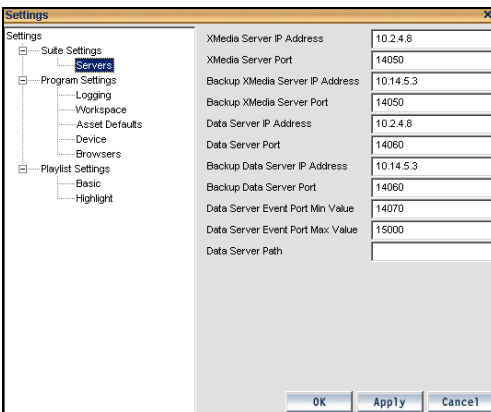 Settings x
Settings
Suite Settings
Servers
Program Settings
Logging
Workspace
Asset Defaults
Device
Browsers
Playlist Settings
Basic
Highlight
XMedia Server IP Address 10.2.4.8
XMedia Server Port 14050
Backup XMedia Server IP Address 10.14.5.3
Backup XMedia Server Port 14050
Data Server IP Address 10.2.4.8
Data Server Port 14060
Backup Data Server IP Address 10.14.5.3
Backup Data Server Port 14060
Data Server Event Port Min Value 14070
Data Server Event Port Max Value 15000
Data Server Path
OK Apply Cancel